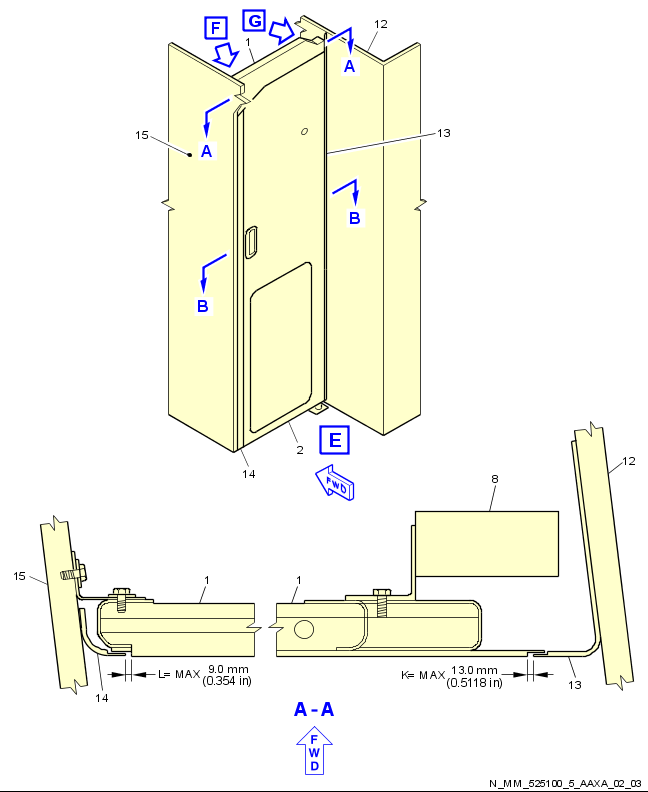 G
12
F
1
A
A
15
13
B
B
E
2
14
FWD
8
12
15
1
1
L= MAX 9.0 mm
(0.354 in)
K= MAX 13.0 mm
(0.5118 in)
14
13
A-A
F
W
D
N_MM_525100_5_AAXA_02_03